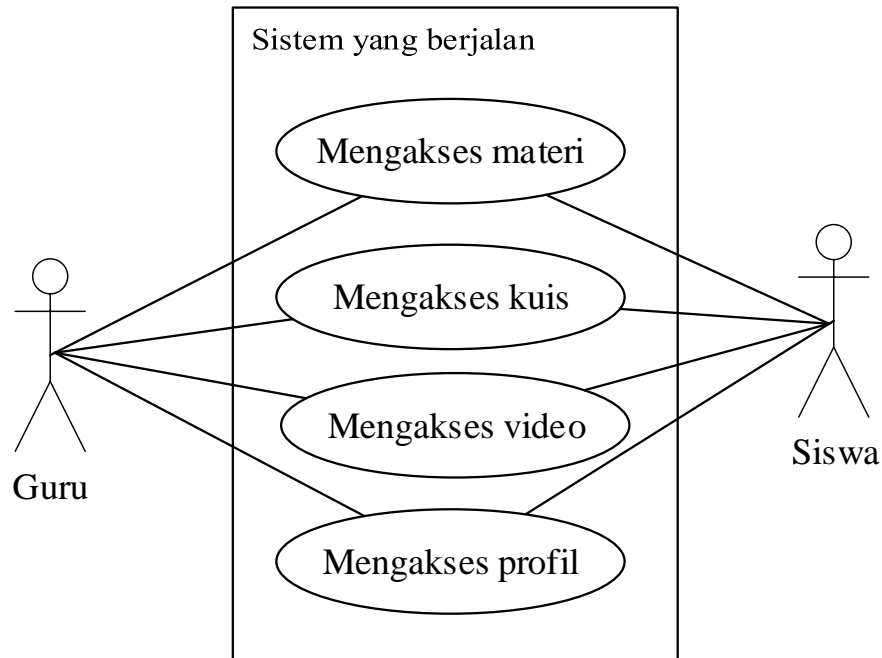 Sistem yang berjalan
Mengakses materi
Mengakses kuis
Mengakses video
Mengakses profil
Guru
Siswa